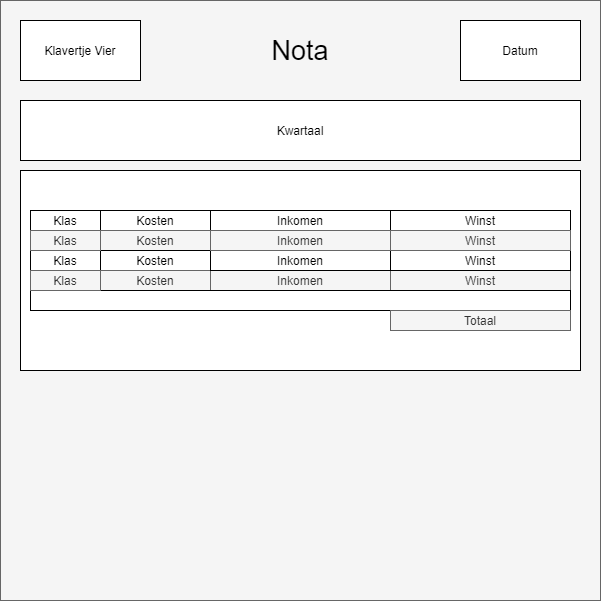 Klavertje Vier
Nota
Datum
Kwartaal
Klas Kosten Inkomen Winst
Klas Kosten Inkomen Winst
Klas Kosten Inkomen Winst
Klas Kosten Inkomen Winst
Totaal